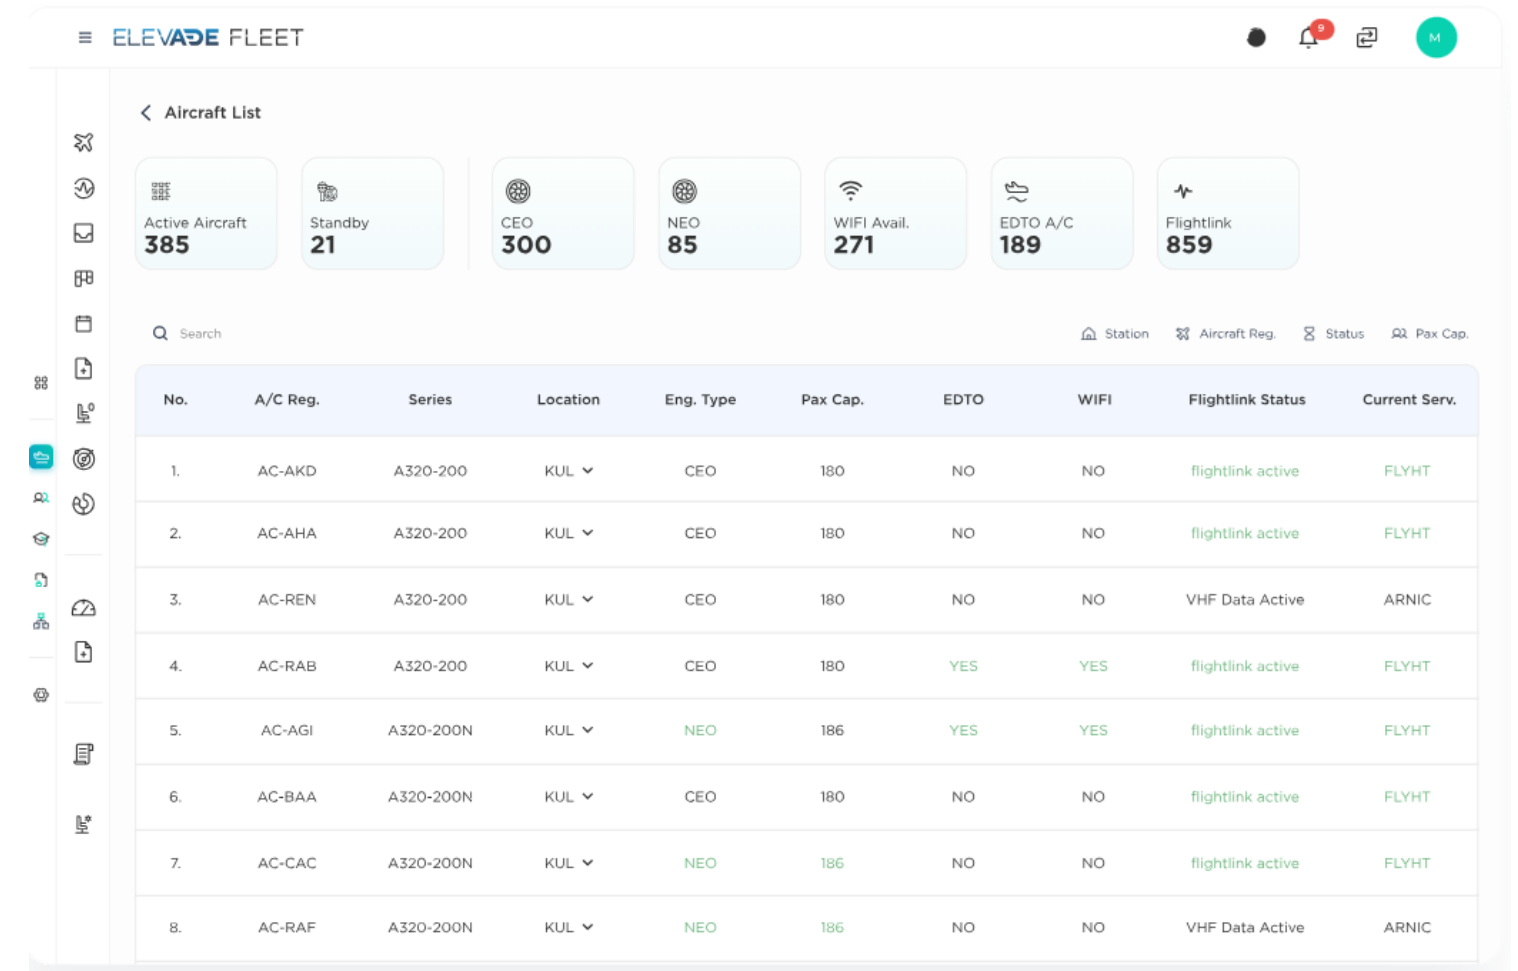 ELEVADE FLEET
9
M
Aircraft List
Active Aircraft
385
Standby
21
CEO
300
NEO
85
WIFI Avail.
271
EDTO A/C
189
Flightlink
859
Search
Station Aircraft Reg. Status Pax Cap.
No. A/C Reg. Series Location Eng. Type Pax Cap. EDTO WIFI Flightlink Status Current Serv.
1. AC-AKD A320-200 KUL CEO 180 NO NO flightlink active FLYHT
2. AC-AHA A320-200 KUL CEO 180 NO NO flightlink active FLYHT
3. AC-REN A320-200 KUL CEO 180 NO NO VHF Data Active ARNIC
4. AC-RAB A320-200 KUL CEO 180 YES YES flightlink active FLYHT
5. AC-AGI A320-200N KUL NEO 186 YES YES flightlink active FLYHT
6. AC-BAA A320-200N KUL CEO 180 NO NO flightlink active FLYHT
7. AC-CAC A320-200N KUL NEO 186 NO NO flightlink active FLYHT
8. AC-RAF A320-200N KUL NEO 186 NO NO VHF Data Active ARNIC